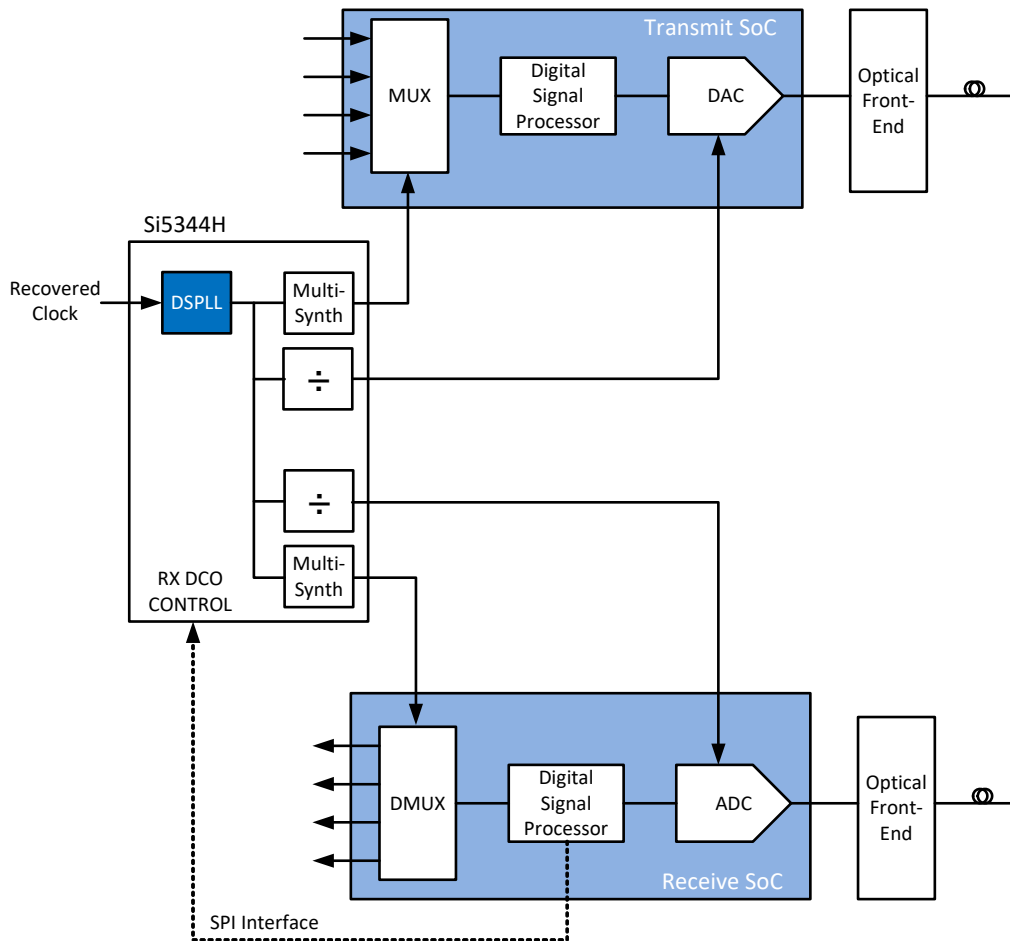 Transmit SoC
MUX
Digital
Signal
Processor
DAC
Optical
Front-
End
Si5344H
Recovered
Clock
DSPLL
Multi-
Synth
÷
÷
Multi-
Synth
RX DCO
CONTROL
DMUX
Digital
Signal
Processor
ADC
Optical
Front-
End
Receive SoC
SPI Interface